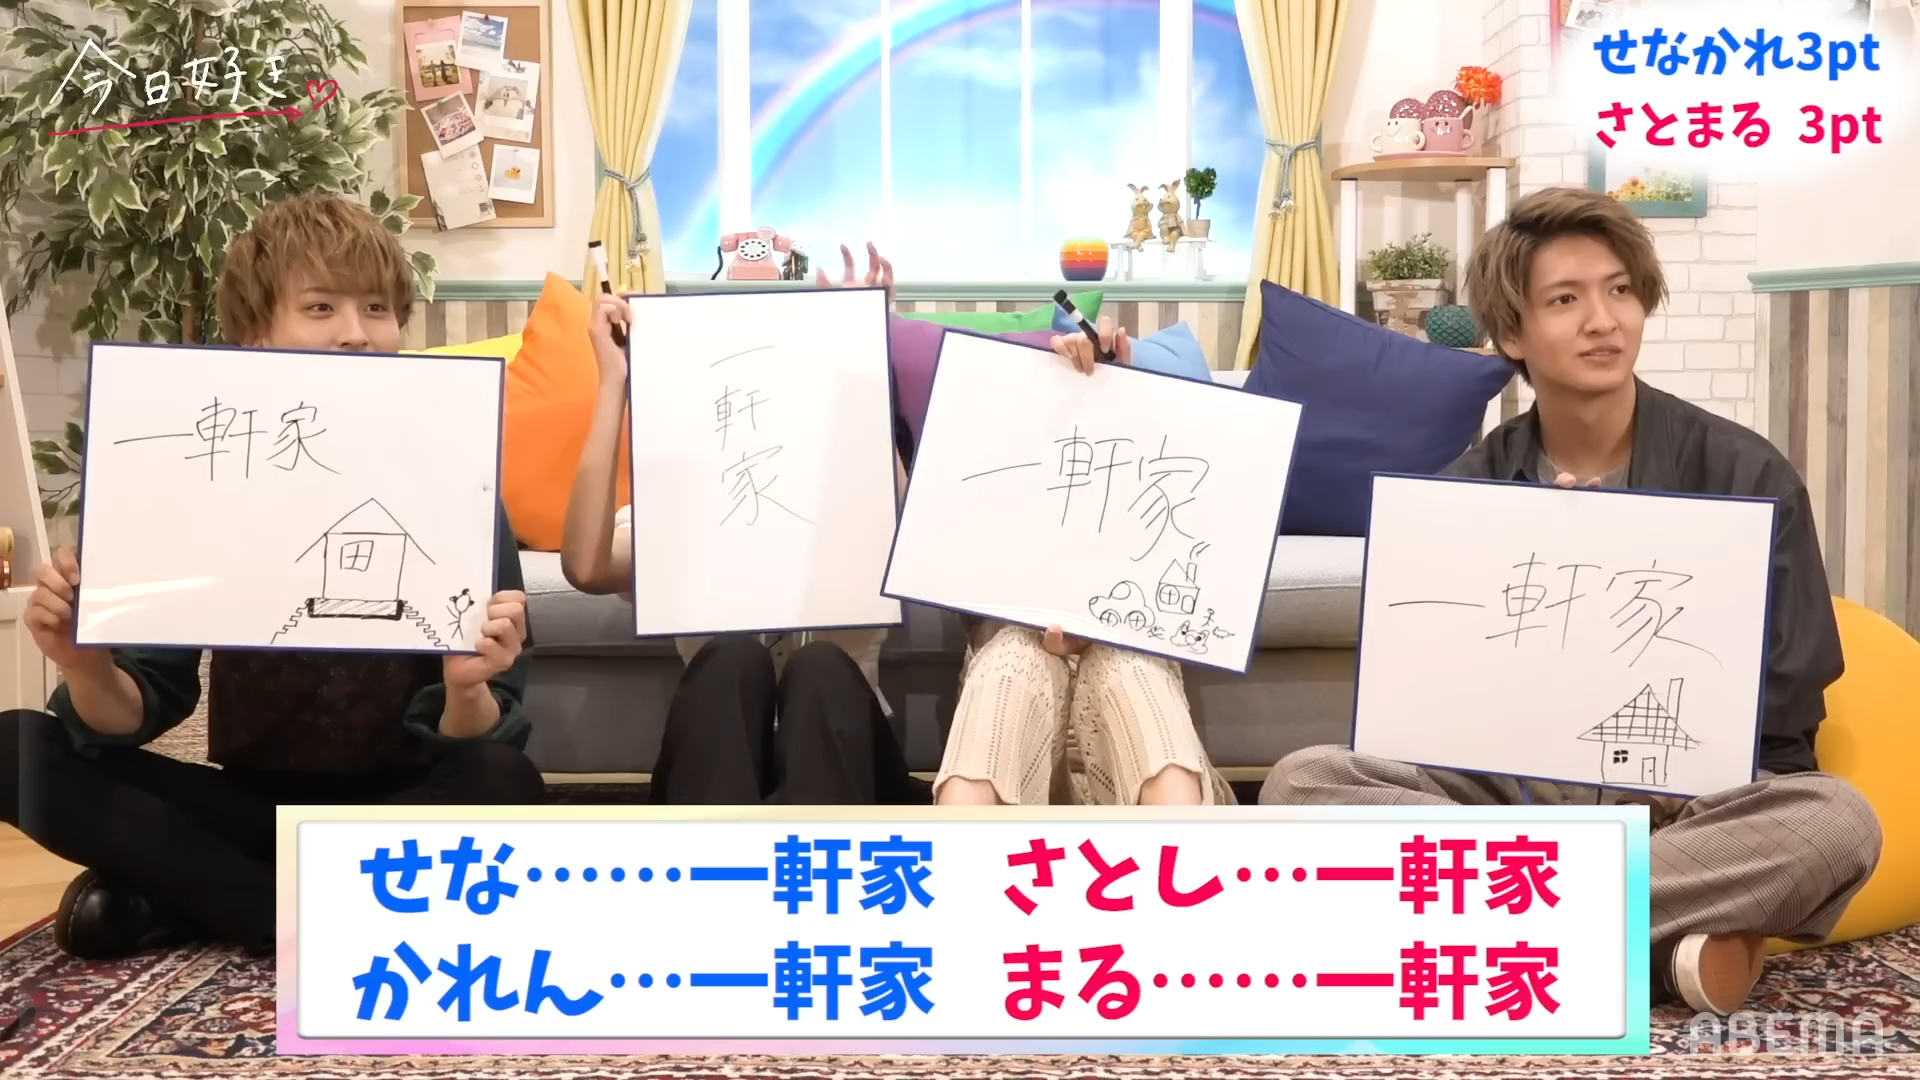 今日好き
せなかれ3pt
さとまる 3pt
一軒家
一軒家
一軒家
一軒家
せな……一軒家 さとし…一軒家
かれん…一軒家 まる……一軒家
ABEMA